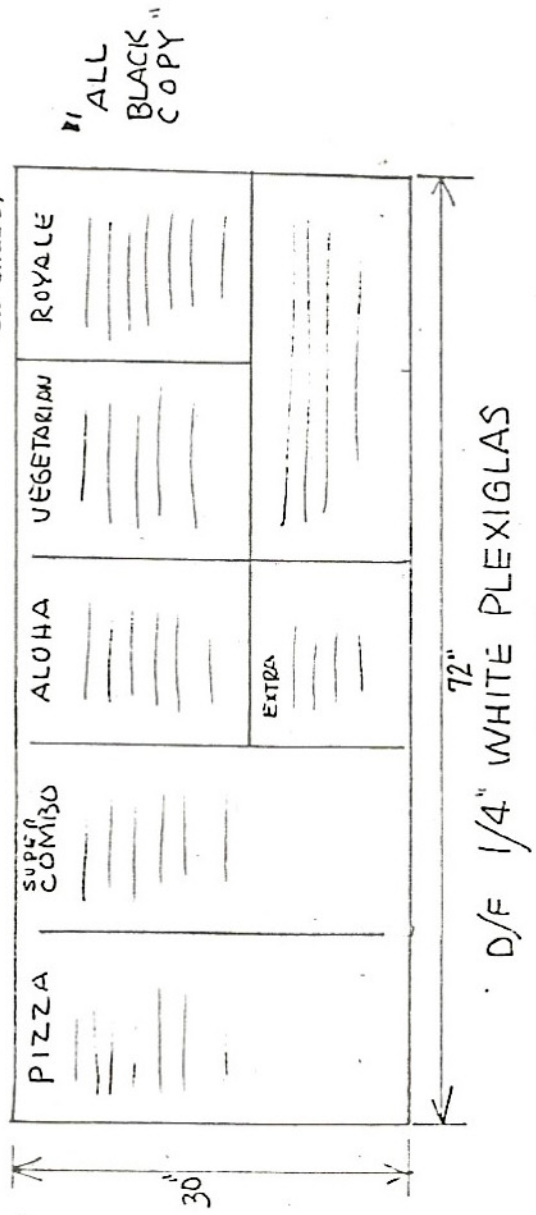 " ALL
BLACK
COPY "
PIZZA
SUPER
COMBO
ALOHA
VEGETARIAN
ROYALE
EXTRA
30"
72"
D/F 1/4" WHITE PLEXIGLAS